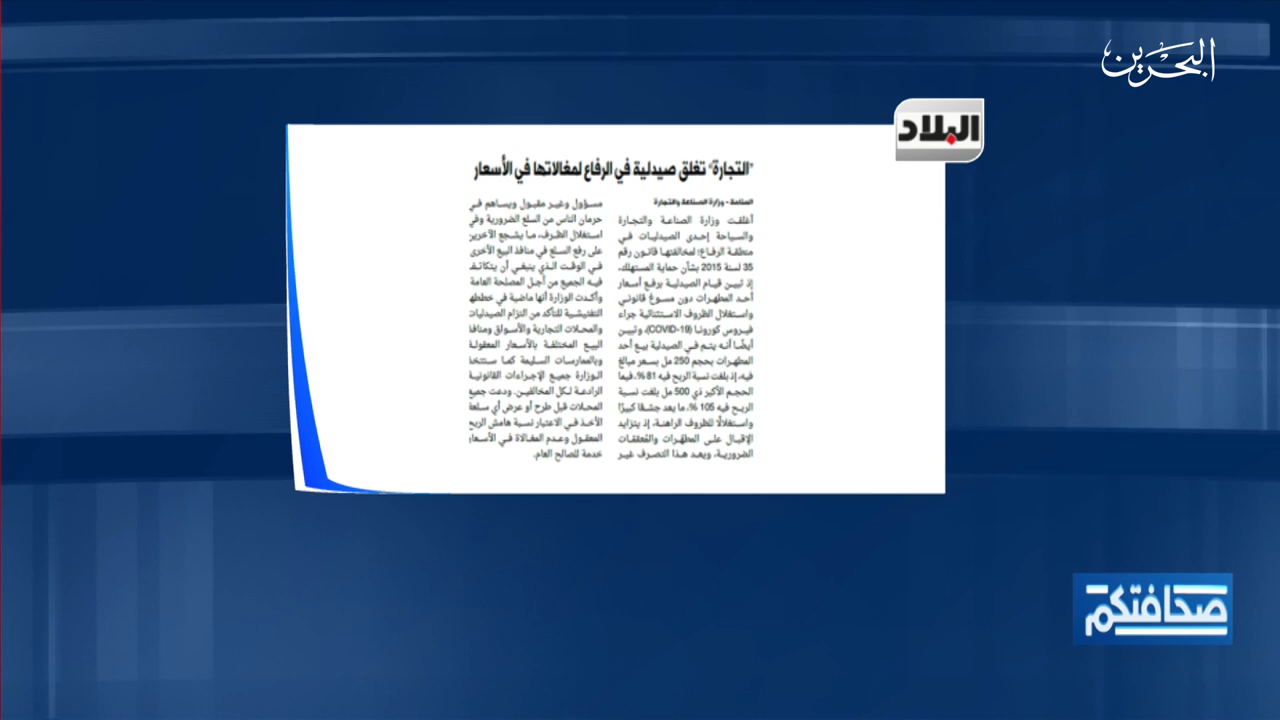 البحرين
البلاد
"التجارة" تغلق صيدلية في الرفاع لمغالاتها في الأسعار
المنامة - وزارة الصناعة والتجارة
أغلقت وزارة الصناعة والتجارة
والسياحة إحدى الصيدليات في
منطقة الرفاع؛ لمخالفتها قانون رقم
35 لسنة 2015 بشأن حماية المستهلك،
إذ تبين قيام الصيدلية برفع أسعار
أحد المطهرات دون مسوغ قانوني
واستغلال الظروف الاستثنائية جراء
فيروس كورونا (COVID-19)، وتبين
أيضًا أنه يتم في الصيدلية بيع أحد
المطهرات بحجم 250 مل بسعر مبالغ
فيه، إذ بلغت نسبة الربح فيه 81 %، فيما
الحجم الأكبر ذي 500 مل بلغت نسبة
الربح فيه 105 %، ما يعد جشعًا كبيرًا
واستغلالًا للظروف الراهنة، إذ يتزايد
الإقبال على المطهّرات والمُعقمّات
الضرورية، ويعد هذا التصرف غير
مسؤول وغير مقبول ويساهم في
حرمان الناس من السلع الضرورية وفي
استغلال الظرف، ما يشجع الآخرين
على رفع السلع في منافذ البيع الأخرى
في الوقت الذي ينبغي أن يتكاتف
فيه الجميع من أجل المصلحة العامة.
وأكدت الوزارة أنها ماضية في خططها
التفتيشية للتأكد من التزام الصيدليات
والمحلات التجارية والأسواق ومنافذ
البيع المختلفة بالأسعار المعقولة
وبالممارسات السليمة كما ستتخذ
الوزارة جميع الإجراءات القانونية
الرادعة لكل المخالفين. ودعت جميع
المحلات قبل طرح أو عرض أي سلعة
الأخذ في الاعتبار نسبة هامش الربح
المعقول وعدم المغالاة في الأسعار
خدمة للصالح العام.
صحافتكم